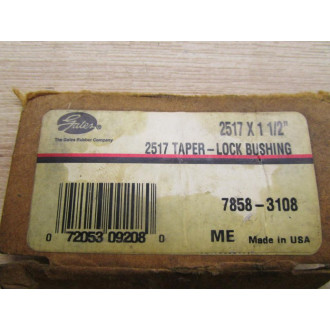 Gates®
The Gates Rubber Company
2517 X 1 1/2"
2517 TAPER-LOCK BUSHING
7858-3108
0 72053 09208 0
ME Made in USA